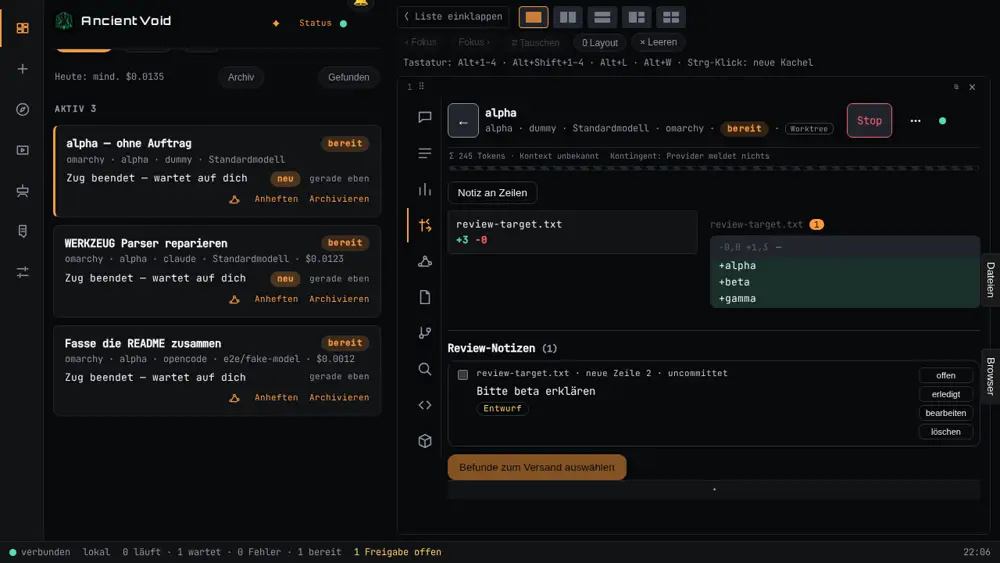 AncientVoid
Status
Heute: mind. $0.0135
Archiv
Gefunden
AKTIV 3
alpha — ohne Auftrag
bereit
omarchy · alpha · dummy · Standardmodell
Zug beendet — wartet auf dich
neu
gerade eben
Anheften
Archivieren
WERKZEUG Parser reparieren
bereit
omarchy · alpha · claude · Standardmodell · $0.0123
Zug beendet — wartet auf dich
neu
gerade eben
Anheften
Archivieren
Fasse die README zusammen
bereit
omarchy · alpha · opencode · e2e/fake-model · $0.0012
Zug beendet — wartet auf dich
gerade eben
Anheften
Archivieren
Liste einklappen
‹ Fokus
Fokus ›
⇄ Tauschen
▯ Layout
× Leeren
Tastatur: Alt+1–4 · Alt+Shift+1–4 · Alt+L · Alt+W · Strg-Klick: neue Kachel
1
alpha
alpha · dummy · Standardmodell · omarchy · bereit · Worktree
Stop
Σ 245 Tokens · Kontext unbekannt
Kontingent: Provider meldet nichts
Notiz an Zeilen
review-target.txt
+3 -0
review-target.txt 1
-0,0 +1,3 —
+alpha
+beta
+gamma
Dateien
Browser
Review-Notizen (1)
review-target.txt · neue Zeile 2 · uncommittet
Bitte beta erklären
Entwurf
offen
erledigt
bearbeiten
löschen
Befunde zum Versand auswählen
verbunden
lokal
0 läuft · 1 wartet · 0 Fehler · 1 bereit
1 Freigabe offen
22:06